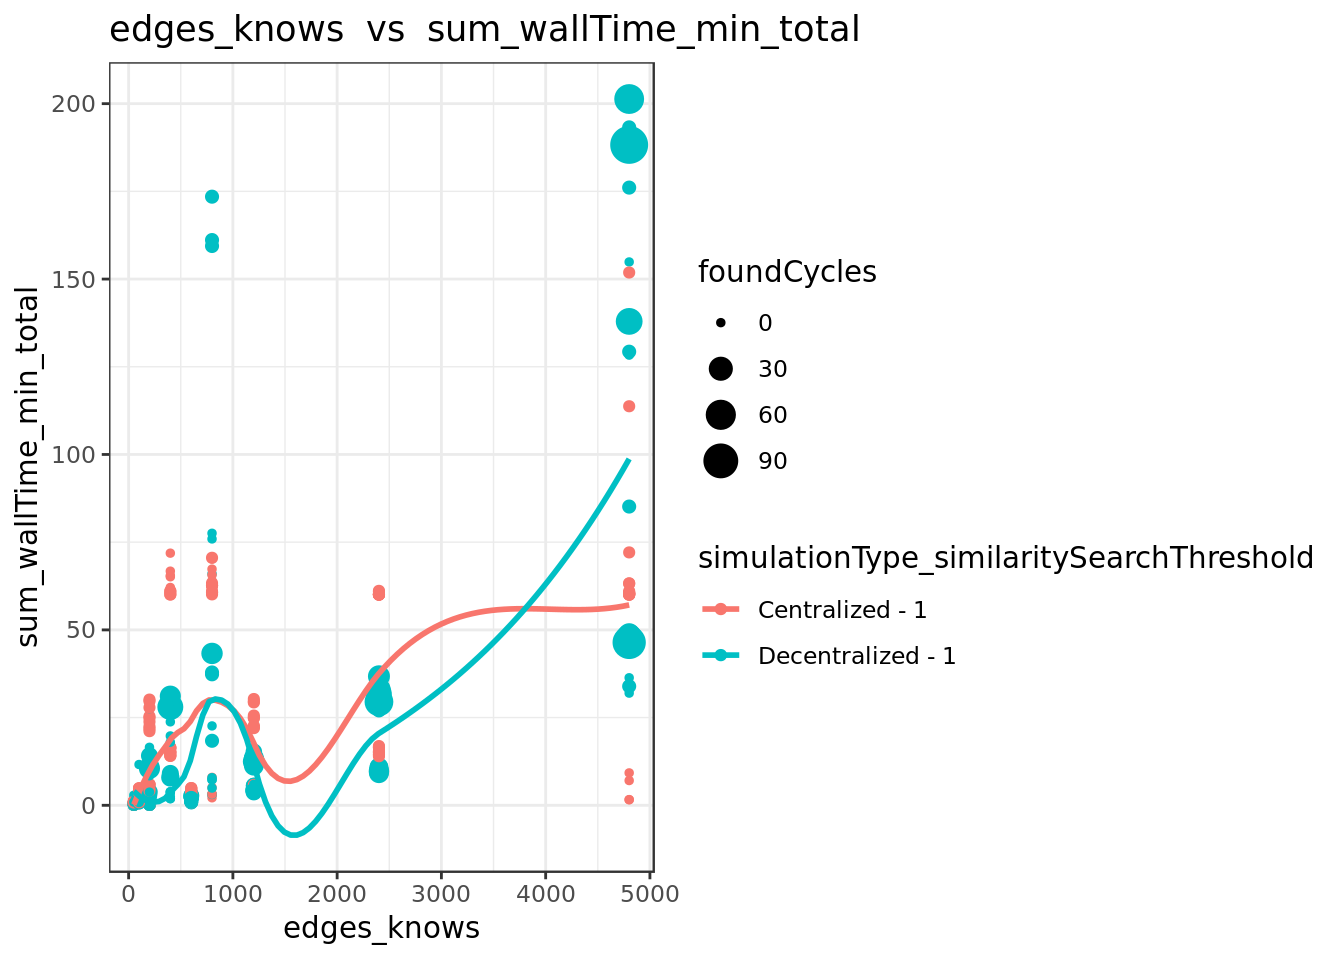 edges_knows  vs  sum_wallTime_min_total
sum_wallTime_min_total
200
150
100
50
0
0 1000 2000 3000 4000 5000
edges_knows
foundCycles
0
30
60
90
simulationType_similaritySearchThreshold
Centralized - 1
Decentralized - 1